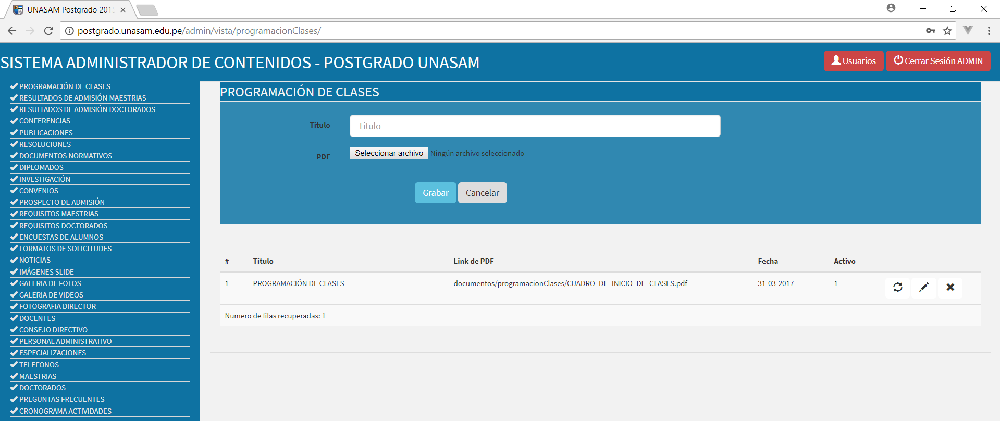 UNASAM Postgrado 2015
postgrado.unasam.edu.pe/admin/vista/programacionClases/
SISTEMA ADMINISTRADOR DE CONTENIDOS - POSTGRADO UNASAM
Usuarios
Cerrar Sesión ADMIN
PROGRAMACIÓN DE CLASES
RESULTADOS DE ADMISIÓN MAESTRIAS
RESULTADOS DE ADMISIÓN DOCTORADOS
CONFERENCIAS
PUBLICACIONES
RESOLUCIONES
DOCUMENTOS NORMATIVOS
DIPLOMADOS
INVESTIGACIÓN
CONVENIOS
PROSPECTO DE ADMISIÓN
REQUISITOS MAESTRIAS
REQUISITOS DOCTORADOS
ENCUESTAS DE ALUMNOS
FORMATOS DE SOLICITUDES
NOTICIAS
IMÁGENES SLIDE
GALERIA DE FOTOS
GALERIA DE VIDEOS
FOTOGRAFIA DIRECTOR
DOCENTES
CONSEJO DIRECTIVO
PERSONAL ADMINISTRATIVO
ESPECIALIZACIONES
TELEFONOS
MAESTRIAS
DOCTORADOS
PREGUNTAS FRECUENTES
CRONOGRAMA ACTIVIDADES
PROGRAMACIÓN DE CLASES
Titulo Titulo
PDF Seleccionar archivo Ningún archivo seleccionado
Grabar Cancelar
# Titulo Link de PDF Fecha Activo
1 PROGRAMACIÓN DE CLASES documentos/programacionClases/CUADRO_DE_INICIO_DE_CLASES.pdf 31-03-2017 1
Numero de filas recuperadas: 1